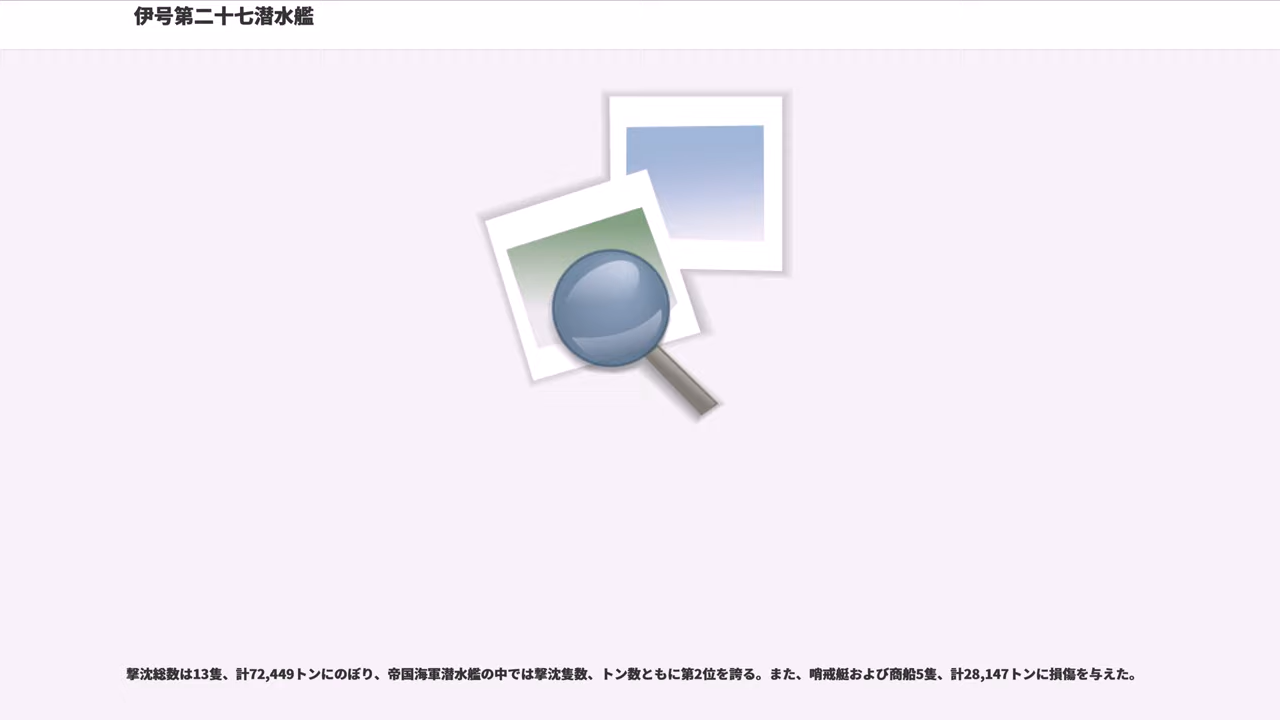 伊号第二十七潜水艦
撃沈総数は13隻、計72,449トンにのぼり、帝国海軍潜水艦の中では撃沈隻数、トン数ともに第2位を誇る。また、哨戒艇および商船5隻、計28,147トンに損傷を与えた。